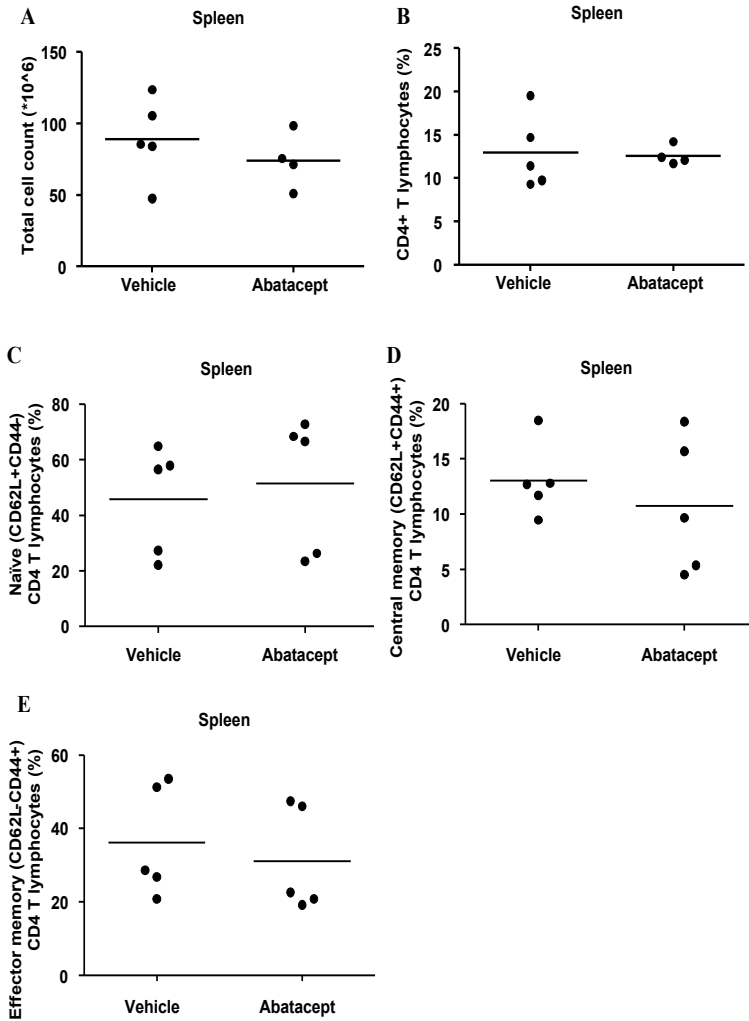 A
Spleen
Total cell count (*10^6)
150
100
50
0
Vehicle
Abatacept
B
Spleen
CD4+ T lymphocytes (%)
25
20
15
10
5
0
Vehicle
Abatacept
C
Spleen
Naïve (CD62L+CD44-)
CD4 T lymphocytes (%)
80
60
40
20
0
Vehicle
Abatacept
D
Spleen
Central memory (CD62L+CD44+)
CD4 T lymphocytes (%)
20
15
10
5
0
Vehicle
Abatacept
E
Spleen
Effector memory (CD62L-CD44+)
CD4 T lymphocytes (%)
60
40
20
0
Vehicle
Abatacept